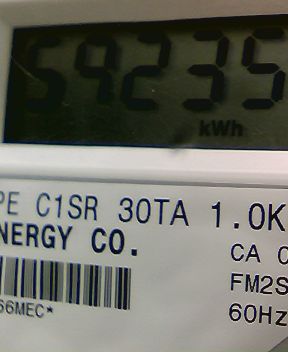 59235
kWh
PE C1SR 30TA 1.0K
NERGY CO.
CA
FM2S
66MEC*
60Hz